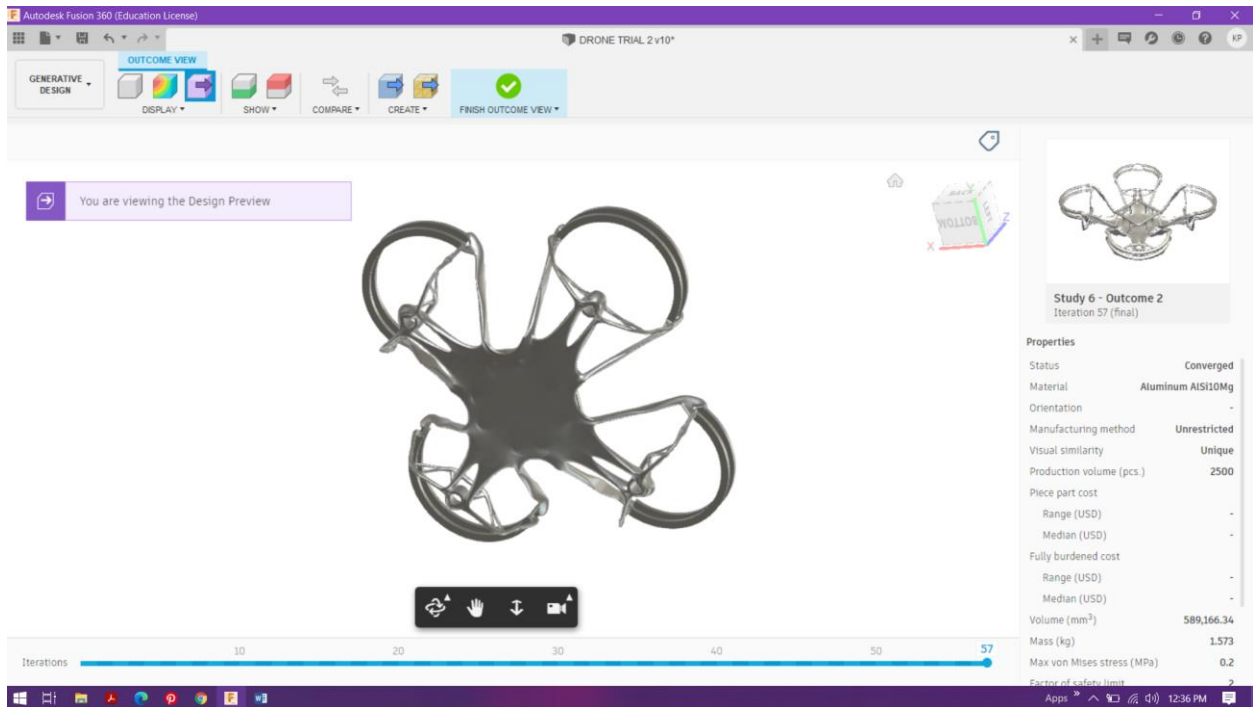 Autodesk Fusion 360 (Education License)
DRONE TRIAL 2 v10*
KP
OUTCOME VIEW
GENERATIVE
DESIGN
DISPLAY
SHOW
COMPARE
CREATE
FINISH OUTCOME VIEW
You are viewing the Design Preview
BACK
LEFT
BOTTOM
X
Y
Z
Study 6 - Outcome 2
Iteration 57 (final)
Properties
Status Converged
Material Aluminum AlSi10Mg
Orientation -
Manufacturing method Unrestricted
Visual similarity Unique
Production volume (pcs.) 2500
Piece part cost
Range (USD) -
Median (USD) -
Fully burdened cost
Range (USD) -
Median (USD) -
Volume (mm³) 589,166.34
Mass (kg) 1.573
Max von Mises stress (MPa) 0.2
Factor of safety limit 2
Iterations 10 20 30 40 50 57
Apps » 12:36 PM